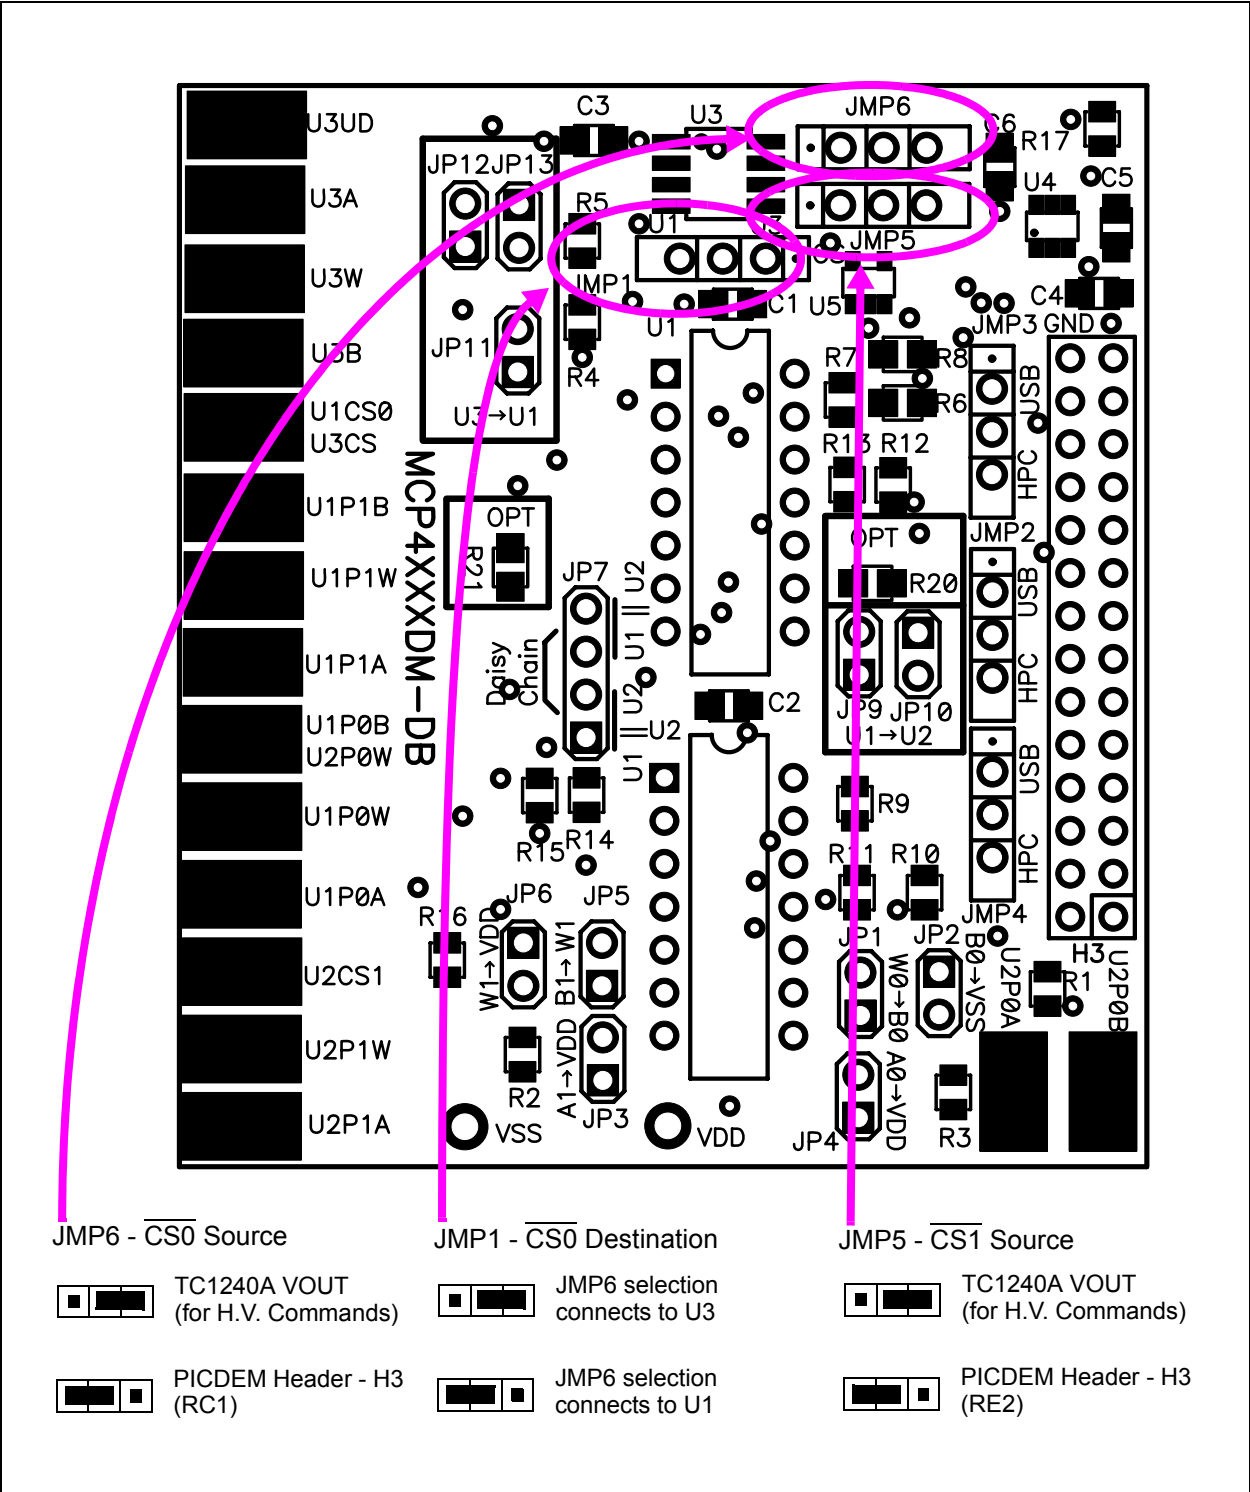 U3UD
C3
U3
JMP6
C6
R17
JP12
JP13
U4
C5
U3A
R5
U1
U3
JMP5
CS
U3W
JMP1
U5
C4
C1
U1
JMP3
GND
U3B
JP11
R4
R7
R8
USB
U1CS0
U3→U1
R6
U3CS
R13
R12
HPC
MCP4XXXDM-DB
U1P1B
OPT
OPT
JMP2
R21
U1P1W
JP7
U2
U1
R20
USB
U1P1A
Daisy
Chain
HPC
U2
U1
C2
JP9
JP10
U1P0B
U2
U1→U2
U2P0W
USB
U1P0W
R9
R15
R14
HPC
R11
R10
U1P0A
R16
JP6
JP5
JMP4
JP1
JP2
H3
U2CS1
W1→VDD
B1→W1
W0→B0
B0→VSS
U2P0A
R1
U2P0B
U2P1W
R2
A1→VDD
JP3
A0→VDD
R3
U2P1A
VSS
VDD
JP4
JMP6 - CS0 Source
TC1240A VOUT
(for H.V. Commands)
PICDEM Header - H3
(RC1)
JMP1 - CS0 Destination
JMP6 selection
connects to U3
JMP6 selection
connects to U1
JMP5 - CS1 Source
TC1240A VOUT
(for H.V. Commands)
PICDEM Header - H3
(RE2)